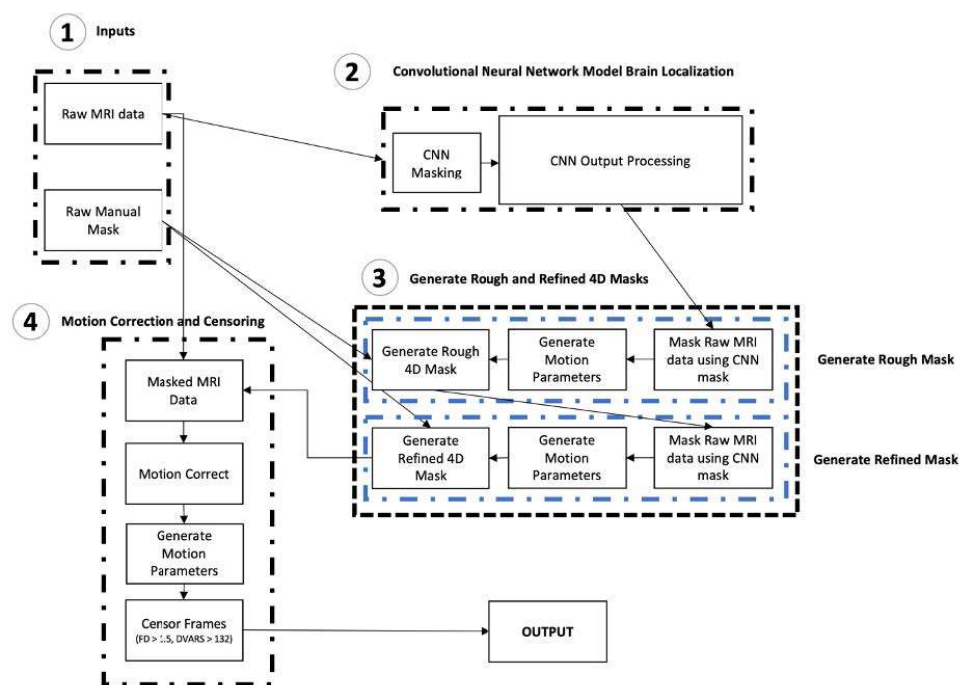 1 Inputs
Raw MRI data
Raw Manual
Mask
2 Convolutional Neural Network Model Brain Localization
CNN
Masking
CNN Output Processing
3 Generate Rough and Refined 4D Masks
Generate Rough
4D Mask
Generate
Motion
Parameters
Mask Raw MRI
data using CNN
mask
Generate Rough Mask
Generate
Refined 4D
Mask
Generate
Motion
Parameters
Mask Raw MRI
data using CNN
mask
Generate Refined Mask
4 Motion Correction and Censoring
Masked MRI
Data
Motion Correct
Generate
Motion
Parameters
Censor Frames
(FD > 1.5, DVARS > 132)
OUTPUT